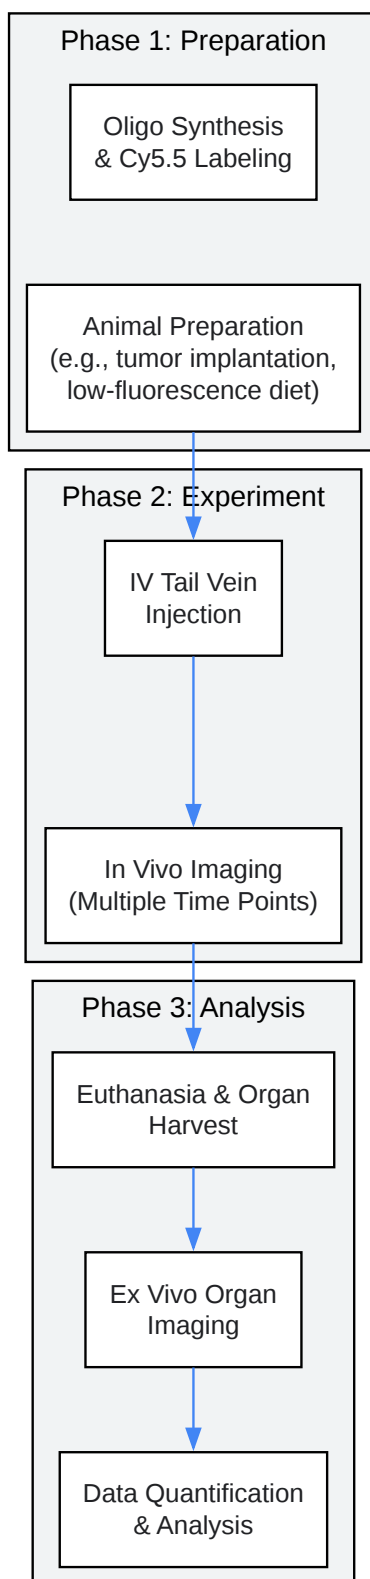 Phase 1: Preparation
Oligo Synthesis
& Cy5.5 Labeling
Animal Preparation
(e.g., tumor implantation,
low-fluorescence diet)
Phase 2: Experiment
IV Tail Vein
Injection
In Vivo Imaging
(Multiple Time Points)
Phase 3: Analysis
Euthanasia & Organ
Harvest
Ex Vivo Organ
Imaging
Data Quantification
& Analysis